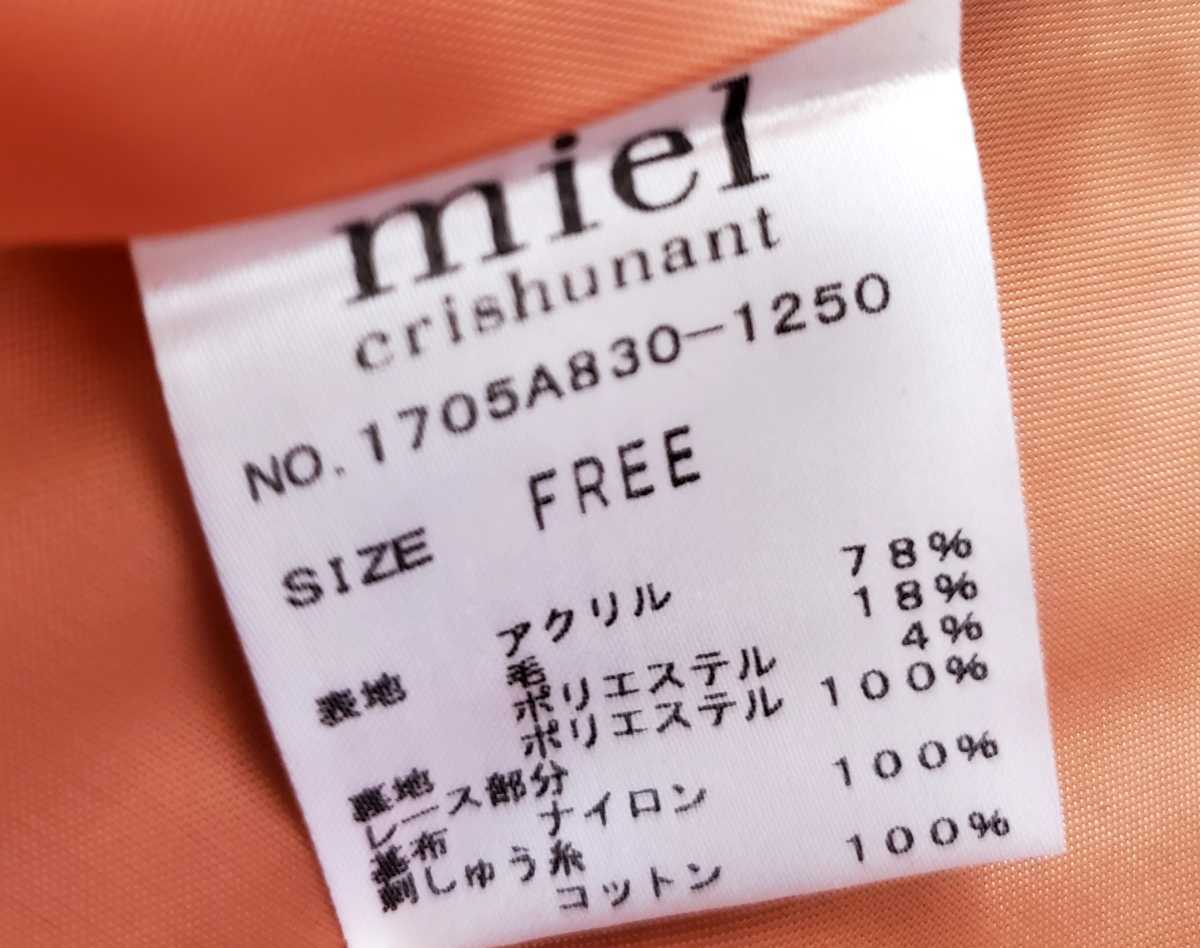 miel
crishunant
NO. 1705A830-1250
SIZE FREE
表地 アクリル 78%
毛 18%
ポリエステル 4%
裏地 ポリエステル 100%
レース部分
基布 ナイロン 100%
刺しゅう糸
コットン 100%